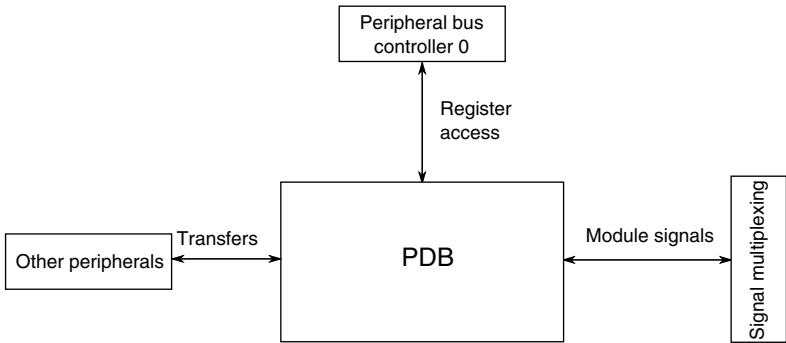 Peripheral bus
controller 0
Register
access
Transfers
Other peripherals
PDB
Module signals
Signal multiplexing